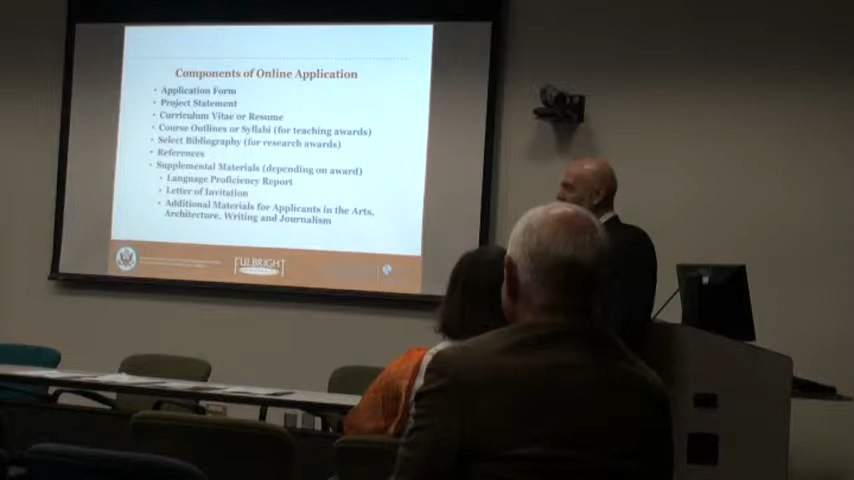 Components of Online Application
• Application Form
• Project Statement
• Curriculum Vitae or Resume
• Course Outlines or Syllabi (for teaching awards)
• Select Bibliography (for research awards)
• References
• Supplemental Materials (depending on award)
• Language Proficiency Report
• Letter of Invitation
• Additional Materials for Applicants in the Arts,
Architecture, Writing and Journalism
FULBRIGHT